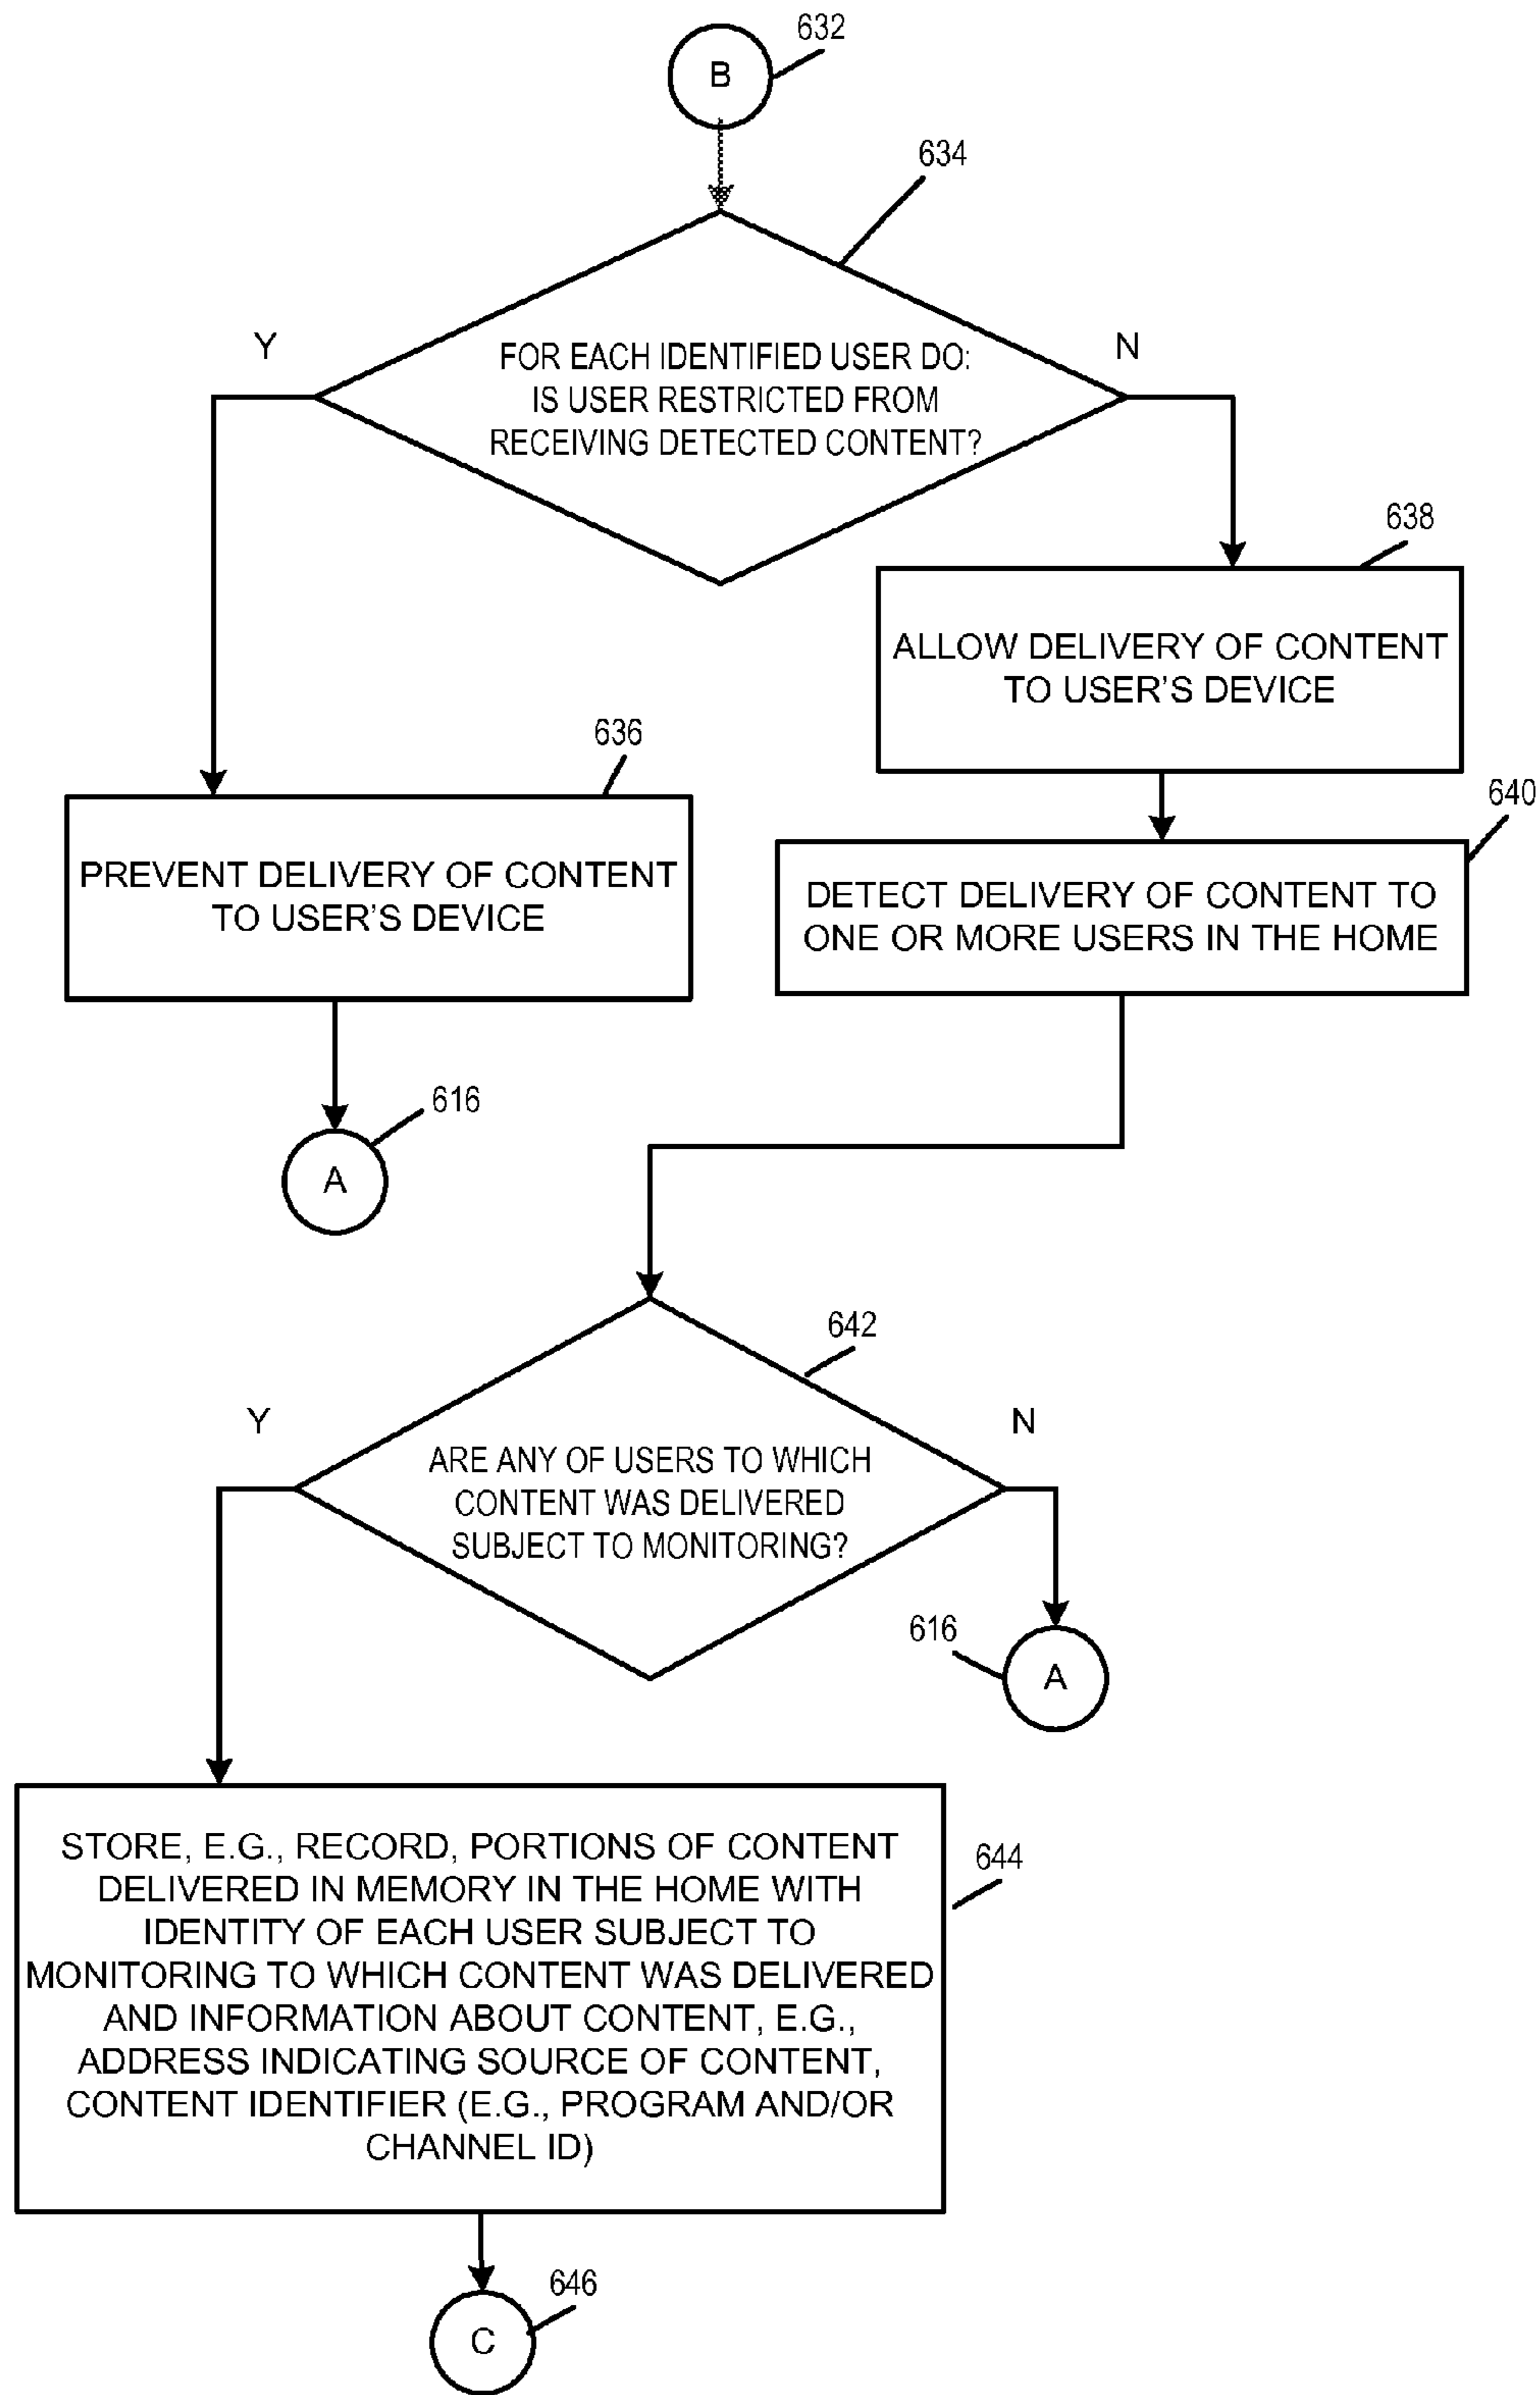 632
B
634
Y
N
FOR EACH IDENTIFIED USER DO:
IS USER RESTRICTED FROM
RECEIVING DETECTED CONTENT?
638
ALLOW DELIVERY OF CONTENT
TO USER'S DEVICE
636
PREVENT DELIVERY OF CONTENT
TO USER'S DEVICE
640
DETECT DELIVERY OF CONTENT TO
ONE OR MORE USERS IN THE HOME
616
A
642
Y
N
ARE ANY OF USERS TO WHICH
CONTENT WAS DELIVERED
SUBJECT TO MONITORING?
616
A
STORE, E.G., RECORD, PORTIONS OF CONTENT
DELIVERED IN MEMORY IN THE HOME WITH
IDENTITY OF EACH USER SUBJECT TO
MONITORING TO WHICH CONTENT WAS DELIVERED
AND INFORMATION ABOUT CONTENT, E.G.,
ADDRESS INDICATING SOURCE OF CONTENT,
CONTENT IDENTIFIER (E.G., PROGRAM AND/OR
CHANNEL ID)
644
646
C